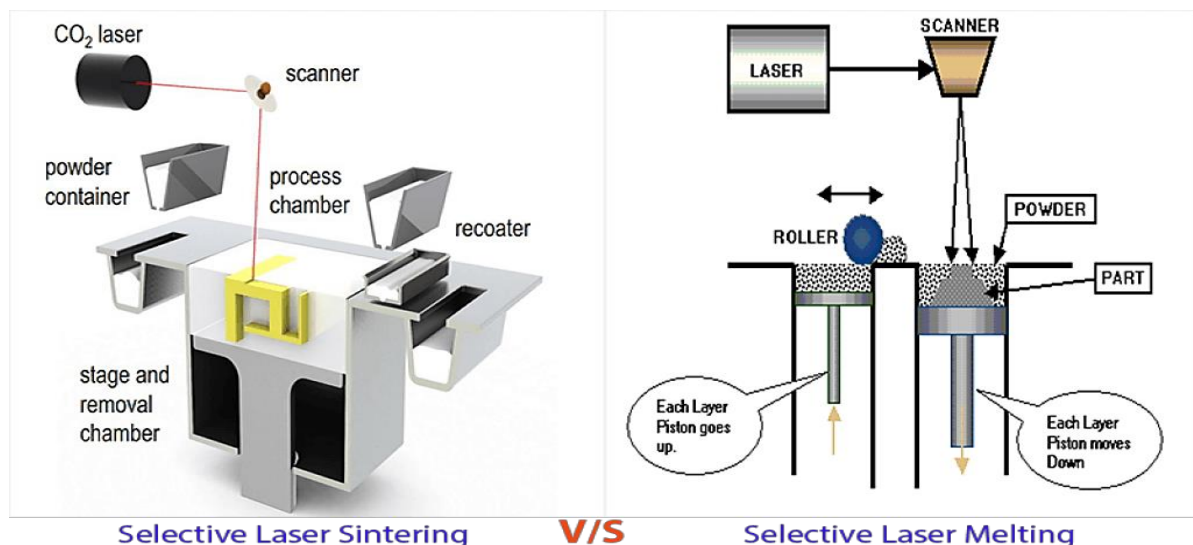 CO₂ laser
scanner
powder
container
process
chamber
recoater
stage and
removal
chamber
SCANNER
LASER
ROLLER
POWDER
PART
Each Layer
Piston goes
up.
Each Layer
Piston moves
Down
Selective Laser Sintering
V/S
Selective Laser Melting